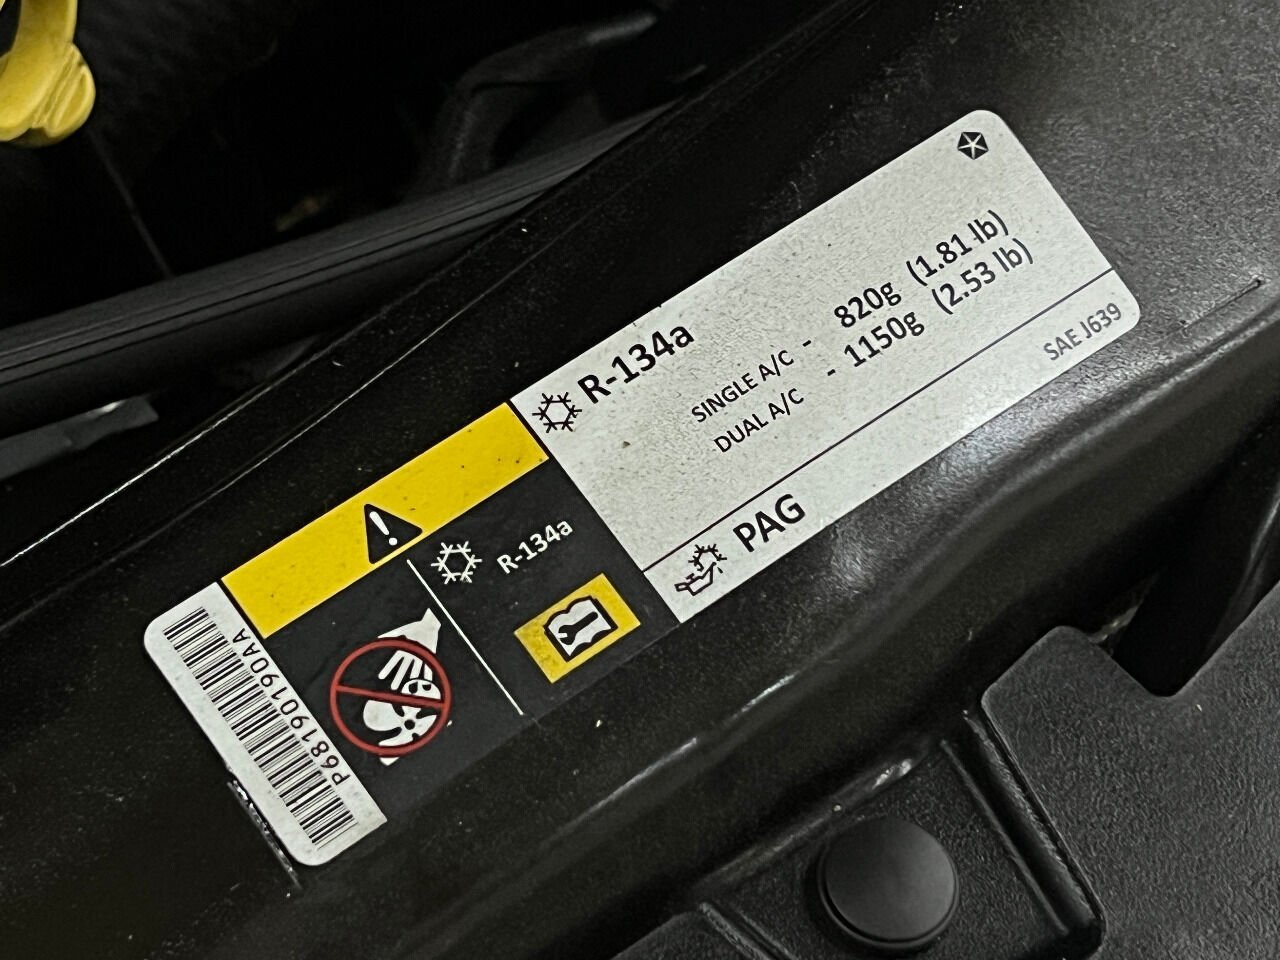 R-134a
SINGLE A/C - 820g (1.81 lb)
DUAL A/C - 1150g (2.53 lb)
PAG
SAE J639
R-134a
P68190190AA